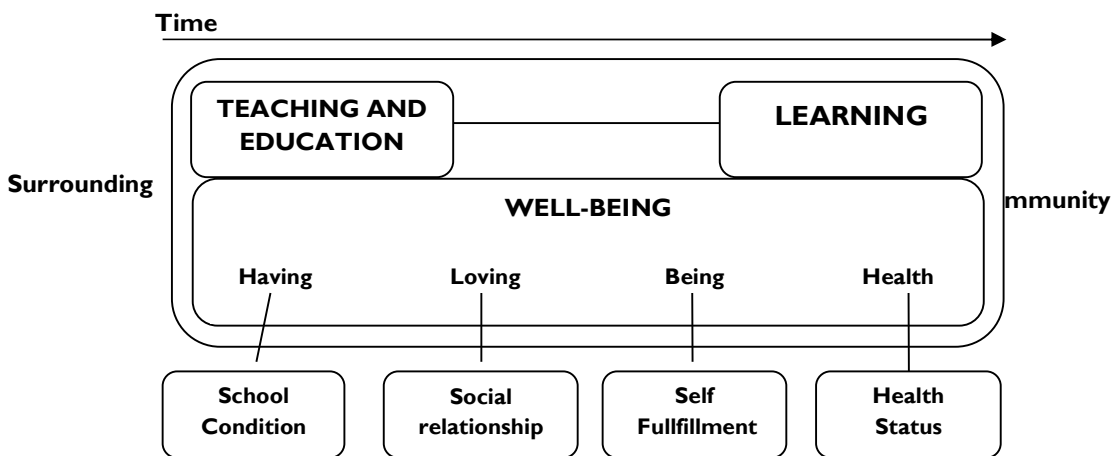 Time
TEACHING AND
EDUCATION
LEARNING
Surrounding
mmunity
WELL-BEING
Having
Loving
Being
Health
School
Condition
Social
relationship
Self
Fullfillment
Health
Status